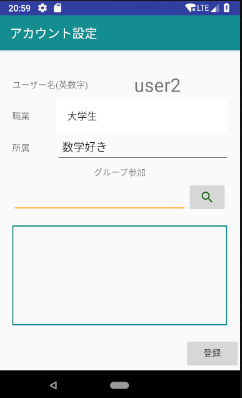 20:59 LTE
アカウント設定
ユーザー名(英数字) user2
職業 大学生
所属 数学好き
グループ参加
登録